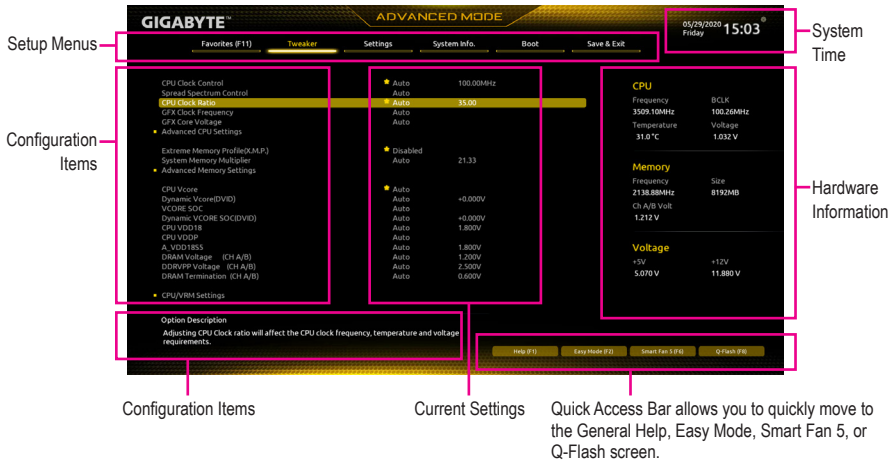 GIGABYTE™
ADVANCED MODE
05/29/2020
Friday
15:03
System
Time
Setup Menus
Favorites (F11) Tweaker Settings System Info. Boot Save & Exit
Configuration
Items
CPU Clock Control Auto 100.00MHz
Spread Spectrum Control Auto
CPU Clock Ratio Auto 35.00
GFX Clock Frequency Auto
GFX Core Voltage Auto
Advanced CPU Settings
Extreme Memory Profile(X.M.P.) Disabled
System Memory Multiplier Auto 21.33
Advanced Memory Settings
CPU Vcore Auto
Dynamic Vcore(DVID) Auto +0.000V
VCORE SOC Auto
Dynamic VCORE SOC(DVID) Auto +0.000V
CPU VDD18 Auto 1.800V
CPU VDDP Auto
A_VDD18S5 Auto 1.800V
DRAM Voltage (CH A/B) Auto 1.200V
DDRVPP Voltage (CH A/B) Auto 2.500V
DRAM Termination (CH A/B) Auto 0.600V
CPU/VRM Settings
CPU
Frequency BCLK
3509.10MHz 100.26MHz
Temperature Voltage
31.0 °C 1.032 V
Memory
Frequency Size
2138.88MHz 8192MB
Ch A/B Volt
1.212 V
Voltage
+5V +12V
5.070 V 11.880 V
Hardware
Information
Option Description
Adjusting CPU Clock ratio will affect the CPU clock frequency, temperature and voltage
requirements.
Help (F1) Easy Mode (F2) Smart Fan 5 (F6) Q-Flash (F8)
Configuration Items
Current Settings
Quick Access Bar allows you to quickly move to
the General Help, Easy Mode, Smart Fan 5, or
Q-Flash screen.